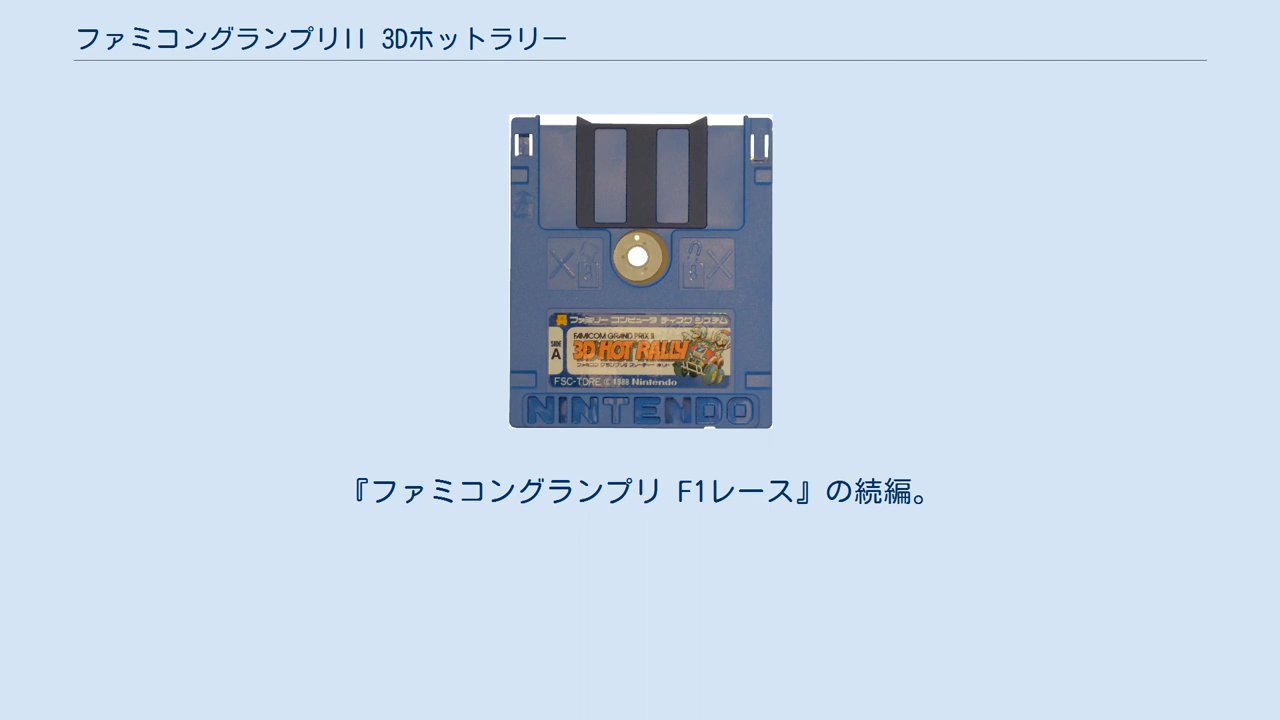 ファミコングランプリII 3Dホットラリー
ファミリー コンピュータ ディスク システム
FAMICOM GRAND PRIX II
SIDE A
3D HOT RALLY
FSC-TDRE © 1988 Nintendo
NINTENDO
『ファミコングランプリ F1レース』の続編。